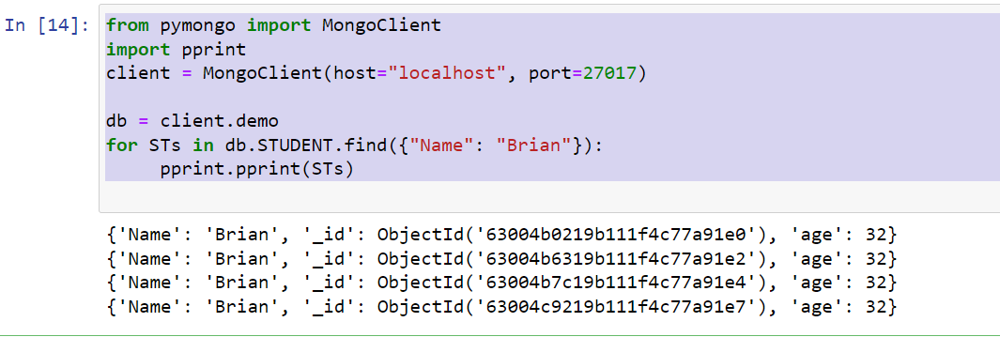 In [14]: from pymongo import MongoClient
import pprint
client = MongoClient(host="localhost", port=27017)
db = client.demo
for STs in db.STUDENT.find({"Name": "Brian"}):
     pprint.pprint(STs)
{'Name': 'Brian', '_id': ObjectId('63004b0219b111f4c77a91e0'), 'age': 32}
{'Name': 'Brian', '_id': ObjectId('63004b6319b111f4c77a91e2'), 'age': 32}
{'Name': 'Brian', '_id': ObjectId('63004b7c19b111f4c77a91e4'), 'age': 32}
{'Name': 'Brian', '_id': ObjectId('63004c9219b111f4c77a91e7'), 'age': 32}